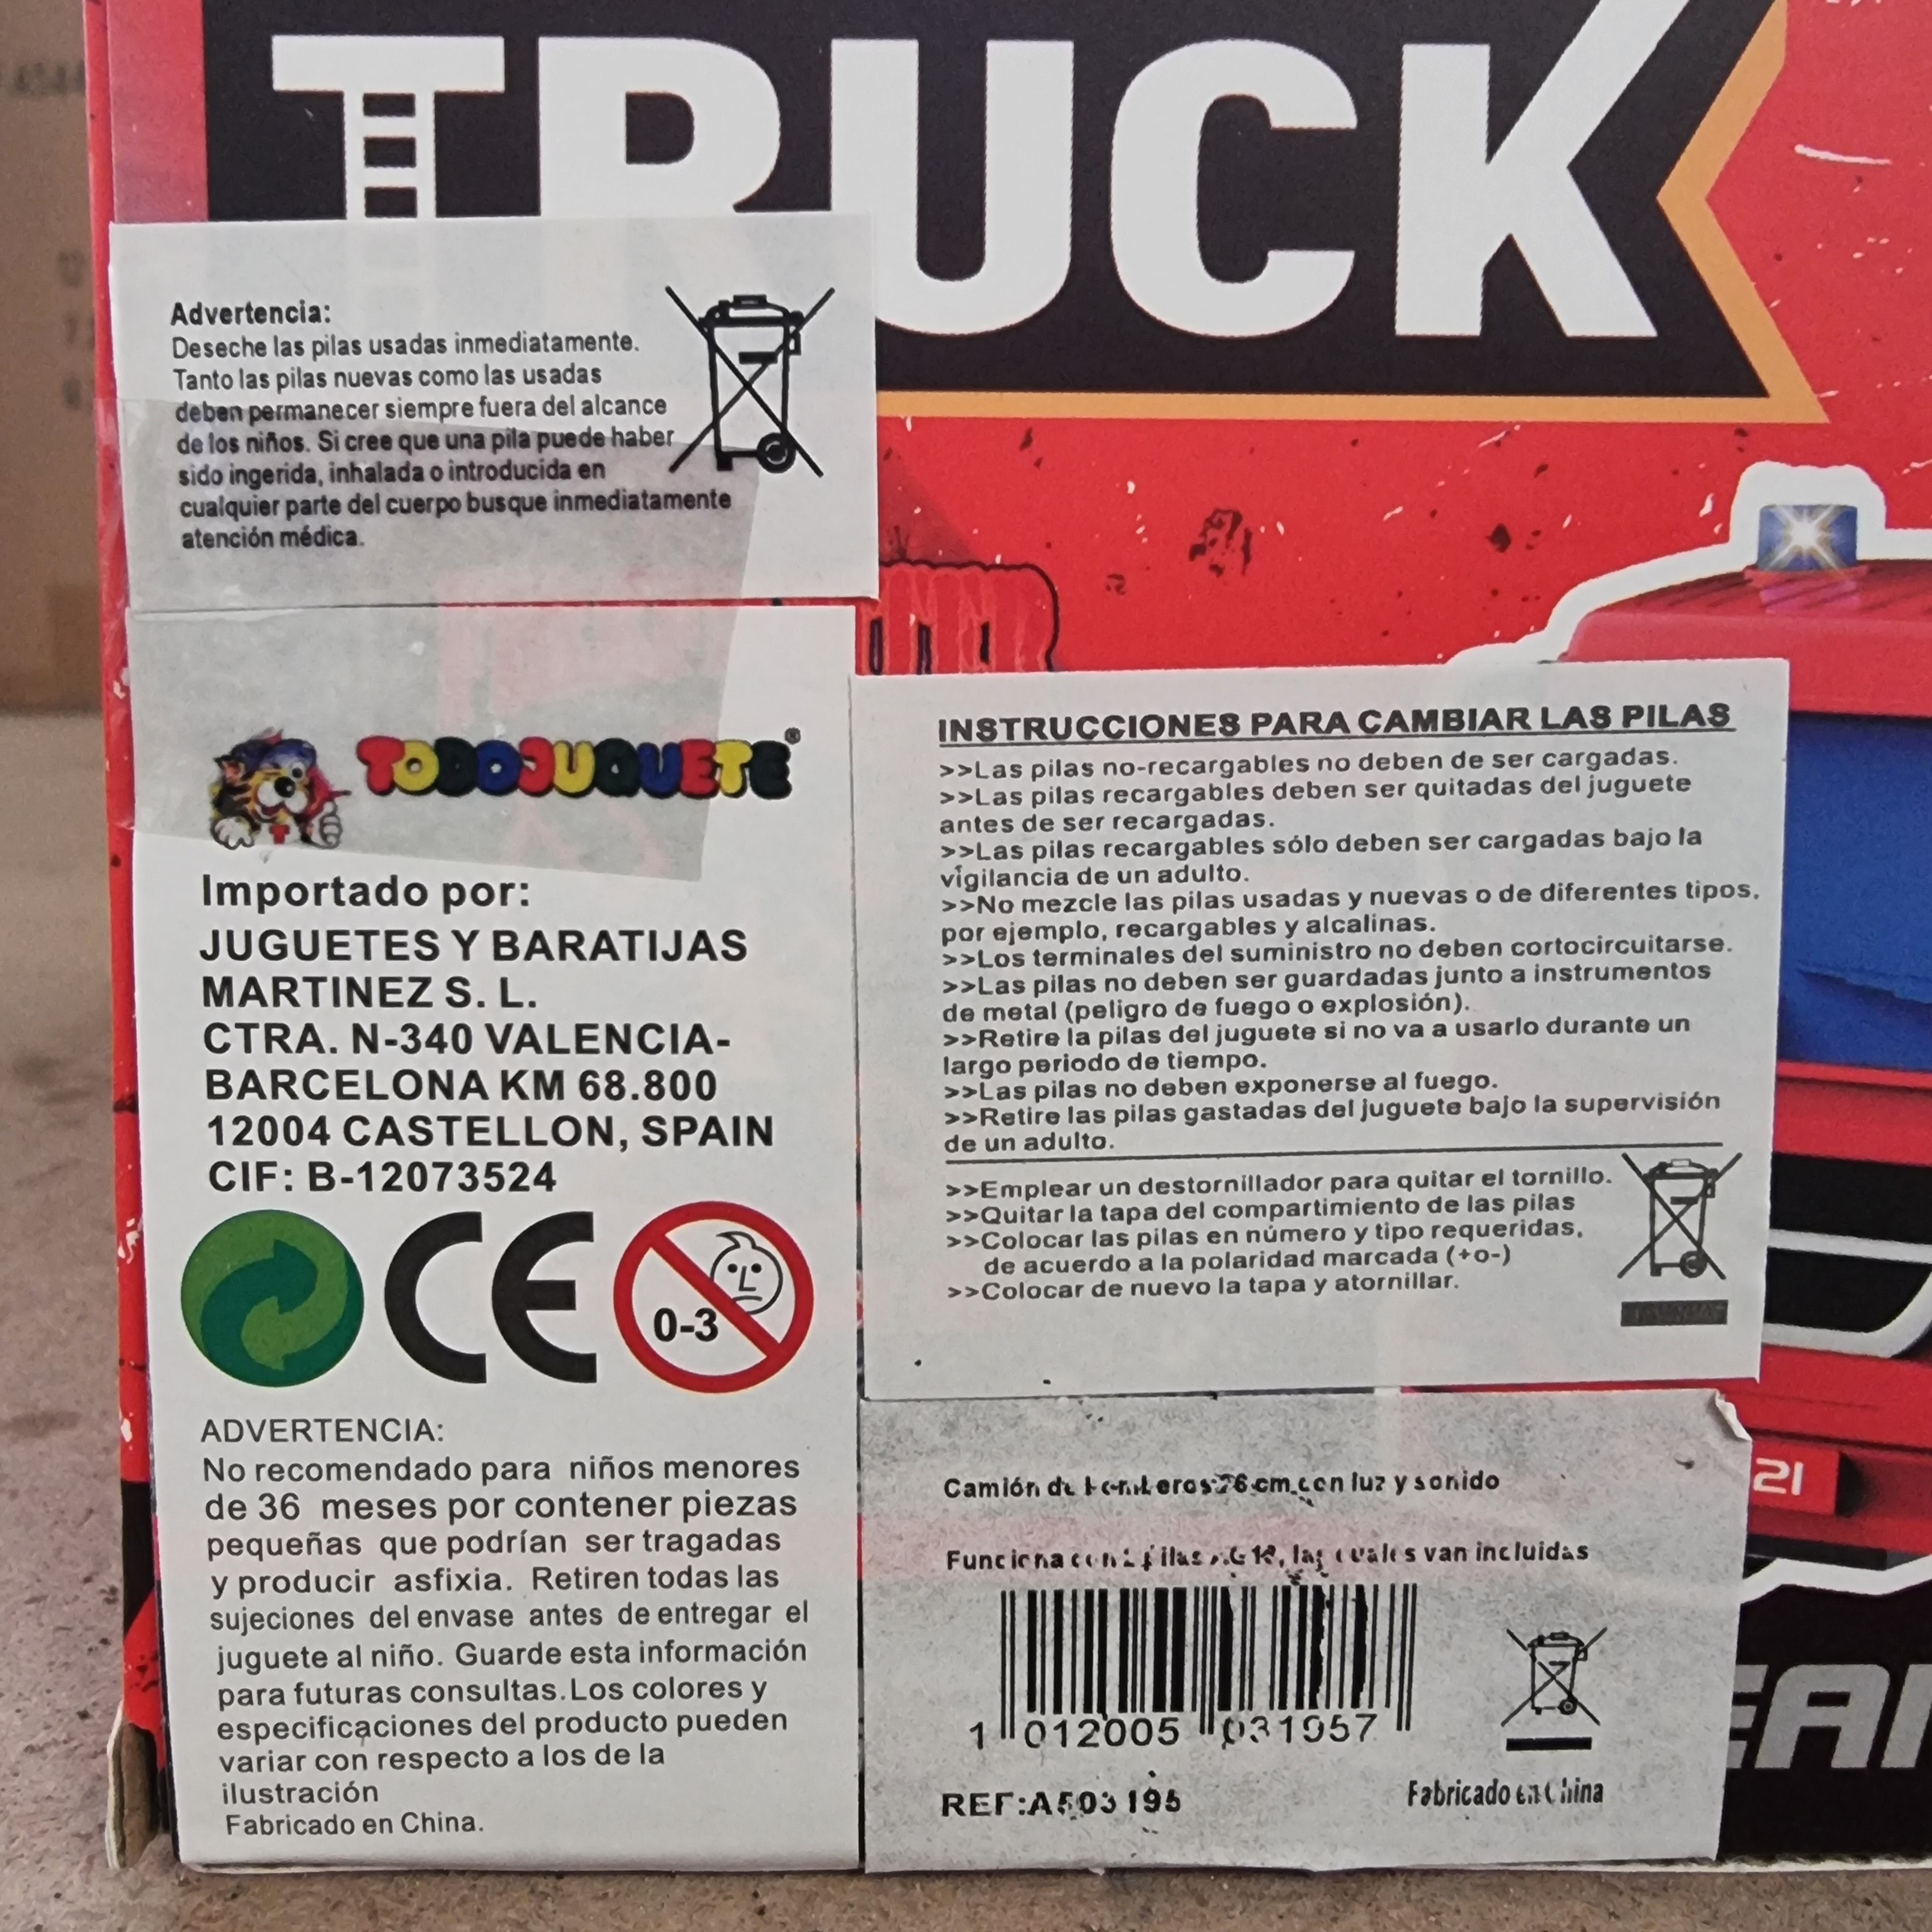 TRUCK
Advertencia:
Deseche las pilas usadas inmediatamente.
Tanto las pilas nuevas como las usadas
deben permanecer siempre fuera del alcance
de los niños. Si cree que una pila puede haber
sido ingerida, inhalada o introducida en
cualquier parte del cuerpo busque inmediatamente
atención médica.
TODOJUGUETE®
Importado por:
JUGUETES Y BARATIJAS
MARTINEZ S. L.
CTRA. N-340 VALENCIA-
BARCELONA KM 68.800
12004 CASTELLON, SPAIN
CIF: B-12073524
CE
0-3
ADVERTENCIA:
No recomendado para niños menores
de 36 meses por contener piezas
pequeñas que podrían ser tragadas
y producir asfixia. Retiren todas las
sujeciones del envase antes de entregar el
juguete al niño. Guarde esta información
para futuras consultas. Los colores y
especificaciones del producto pueden
variar con respecto a los de la
ilustración
Fabricado en China.
INSTRUCCIONES PARA CAMBIAR LAS PILAS
>>Las pilas no-recargables no deben de ser cargadas.
>>Las pilas recargables deben ser quitadas del juguete
antes de ser recargadas.
>>Las pilas recargables sólo deben ser cargadas bajo la
vigilancia de un adulto.
>>No mezcle las pilas usadas y nuevas o de diferentes tipos,
por ejemplo, recargables y alcalinas.
>>Los terminales del suministro no deben cortocircuitarse.
>>Las pilas no deben ser guardadas junto a instrumentos
de metal (peligro de fuego o explosión).
>>Retire la pilas del juguete si no va a usarlo durante un
largo periodo de tiempo.
>>Las pilas no deben exponerse al fuego.
>>Retire las pilas gastadas del juguete bajo la supervisión
de un adulto.
>>Emplear un destornillador para quitar el tornillo.
>>Quitar la tapa del compartimiento de las pilas
>>Colocar las pilas en número y tipo requeridas,
de acuerdo a la polaridad marcada (+o-)
>>Colocar de nuevo la tapa y atornillar.
Camión de bomberos cm con luz y sonido
Funciona con pilas las cuales van incluidas
1 012005 031957
REF:A503195
Fabricado en China
21